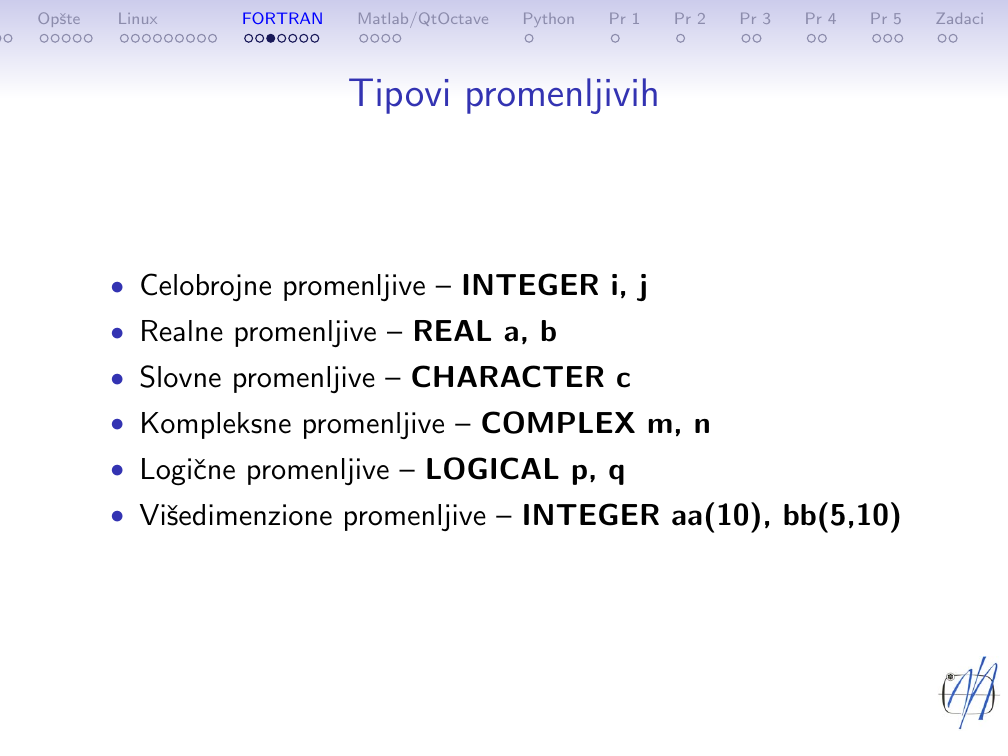 Opšte Linux FORTRAN Matlab/QtOctave Python Pr 1 Pr 2 Pr 3 Pr 4 Pr 5 Zadaci
Tipovi promenljivih
• Celobrojne promenljive – INTEGER i, j
• Realne promenljive – REAL a, b
• Slovne promenljive – CHARACTER c
• Kompleksne promenljive – COMPLEX m, n
• Logične promenljive – LOGICAL p, q
• Višedimenzione promenljive – INTEGER aa(10), bb(5,10)